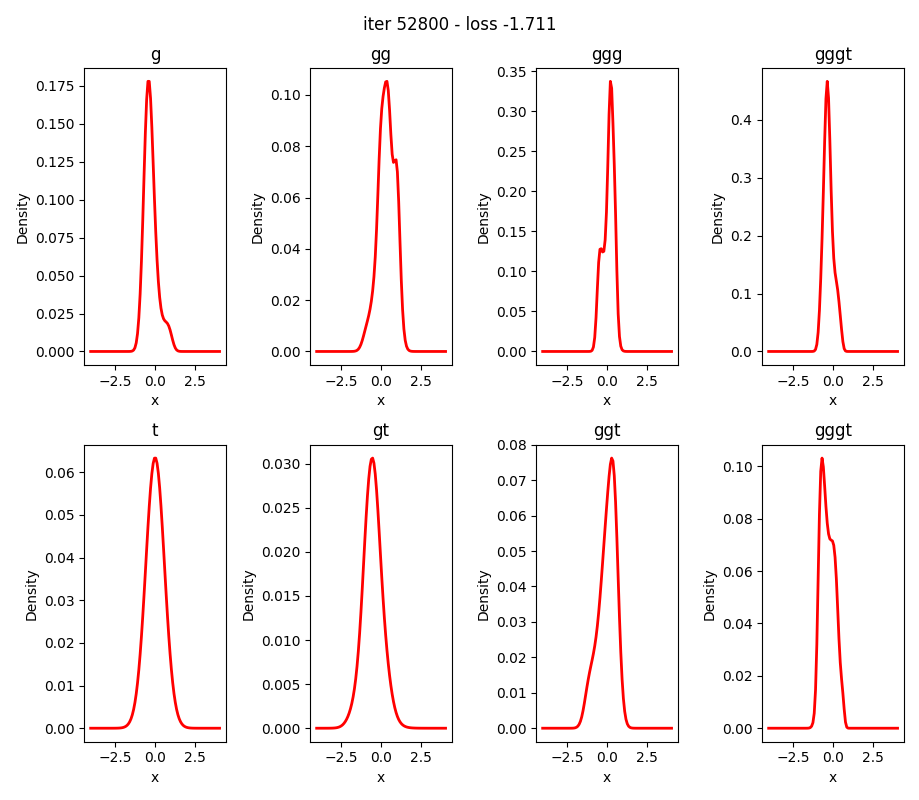 iter 52800 - loss -1.711
g
gg
ggg
gggt
0.175
0.150
0.125
0.100
0.075
0.050
0.025
0.000
Density
−2.5 0.0 2.5
x
0.10
0.08
0.06
0.04
0.02
0.00
Density
−2.5 0.0 2.5
x
0.35
0.30
0.25
0.20
0.15
0.10
0.05
0.00
Density
−2.5 0.0 2.5
x
0.4
0.3
0.2
0.1
0.0
Density
−2.5 0.0 2.5
x
t
gt
ggt
gggt
0.06
0.05
0.04
0.03
0.02
0.01
0.00
Density
−2.5 0.0 2.5
x
0.030
0.025
0.020
0.015
0.010
0.005
0.000
Density
−2.5 0.0 2.5
x
0.08
0.07
0.06
0.05
0.04
0.03
0.02
0.01
0.00
Density
−2.5 0.0 2.5
x
0.10
0.08
0.06
0.04
0.02
0.00
Density
−2.5 0.0 2.5
x